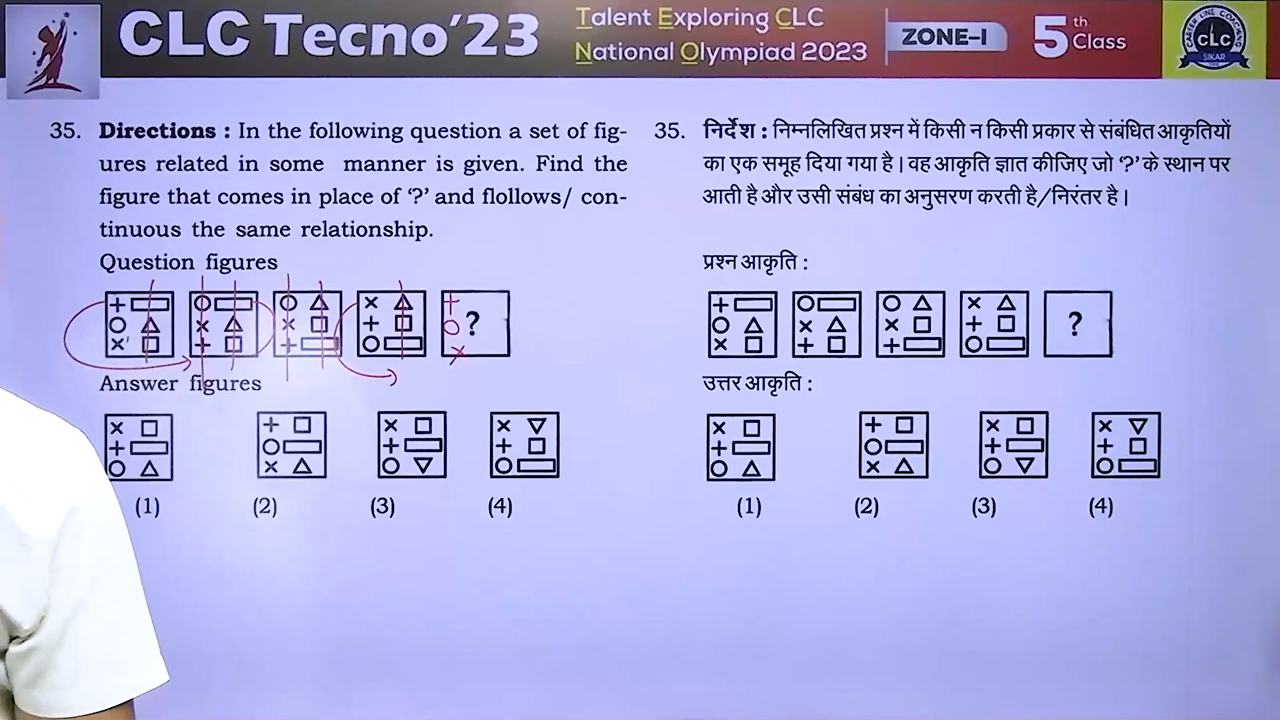 CLC Tecno'23
Talent Exploring CLC
National Olympiad 2023
ZONE-I
5th Class
CAREER LINE COACHING
CLC
SIKAR
35. Directions : In the following question a set of fig-
ures related in some manner is given. Find the
figure that comes in place of '?' and flollows/ con-
tinuous the same relationship.
Question figures
?
Answer figures
(1) (2) (3) (4)
35. निर्देश : निम्नलिखित प्रश्न में किसी न किसी प्रकार से संबंधित आकृतियों
का एक समूह दिया गया है। वह आकृति ज्ञात कीजिए जो '?' के स्थान पर
आती है और उसी संबंध का अनुसरण करती है/निरंतर है।
प्रश्न आकृति :
?
उत्तर आकृति :
(1) (2) (3) (4)